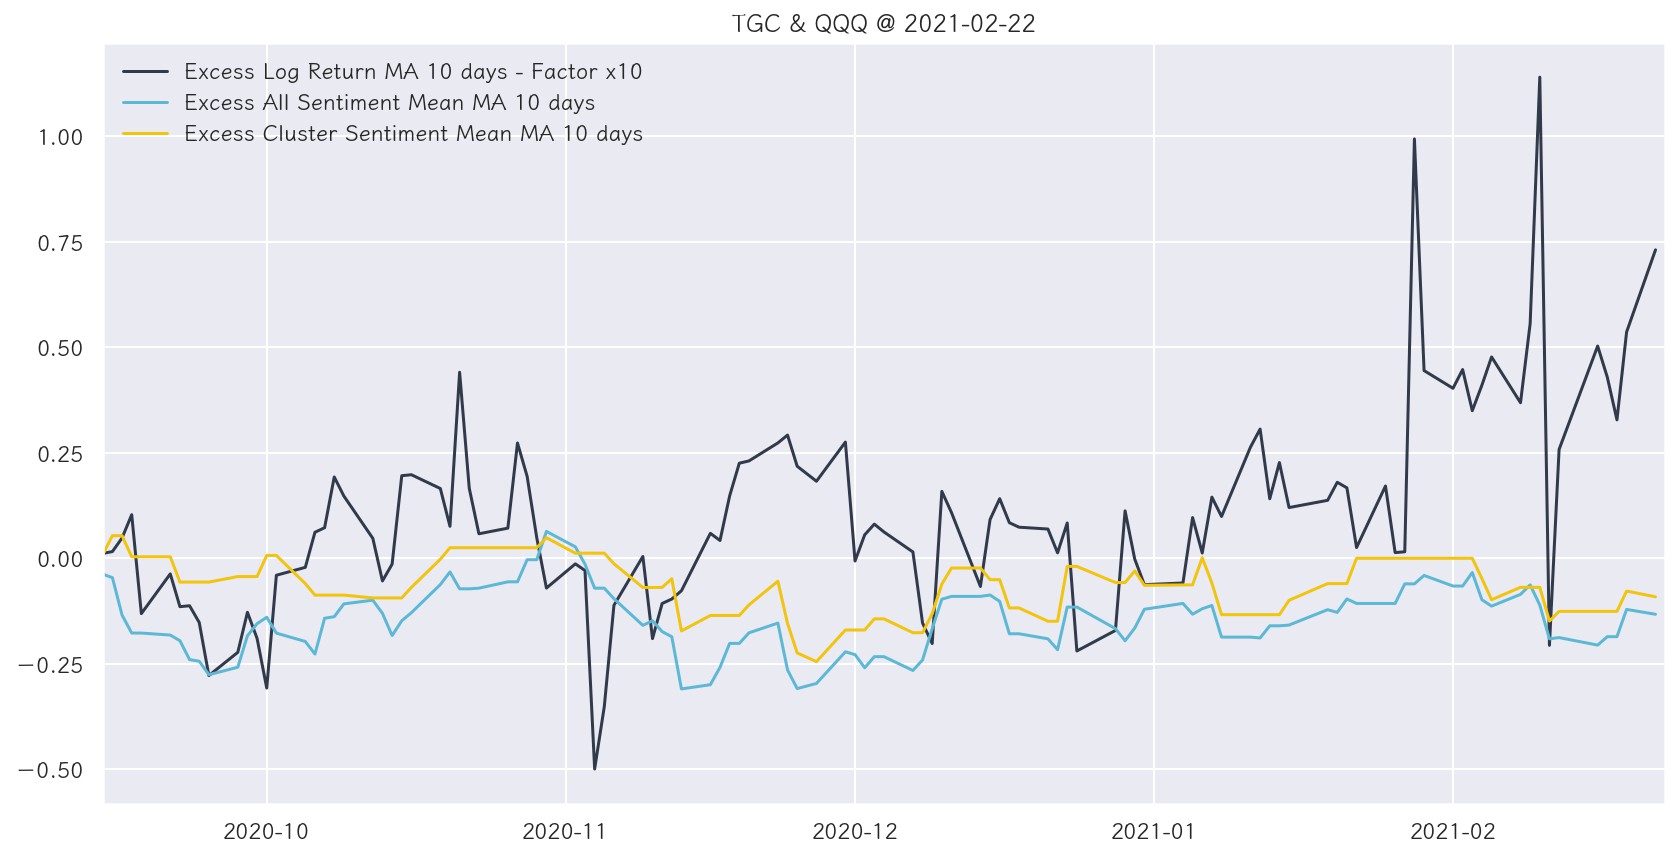 TGC & QQQ @ 2021-02-22
Excess Log Return MA 10 days - Factor x10
Excess All Sentiment Mean MA 10 days
Excess Cluster Sentiment Mean MA 10 days
1.00
0.75
0.50
0.25
0.00
−0.25
−0.50
2020-10 2020-11 2020-12 2021-01 2021-02